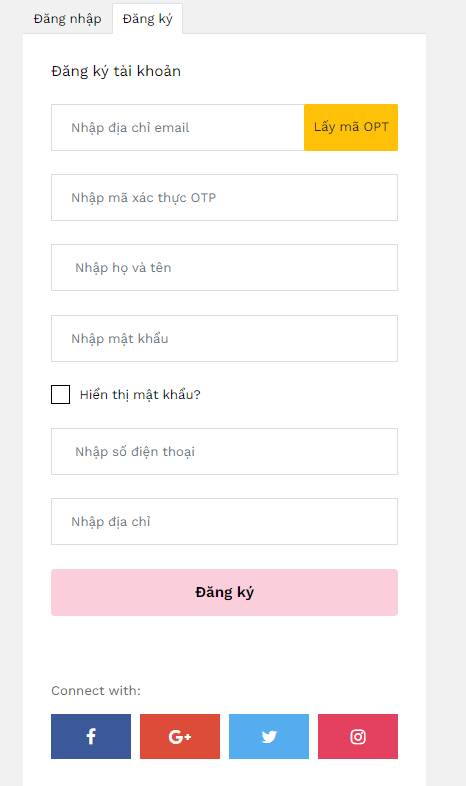 Đăng nhập Đăng ký
Đăng ký tài khoản
Nhập địa chỉ email Lấy mã OPT
Nhập mã xác thực OTP
Nhập họ và tên
Nhập mật khẩu
Hiển thị mật khẩu?
Nhập số điện thoại
Nhập địa chỉ
Đăng ký
Connect with: